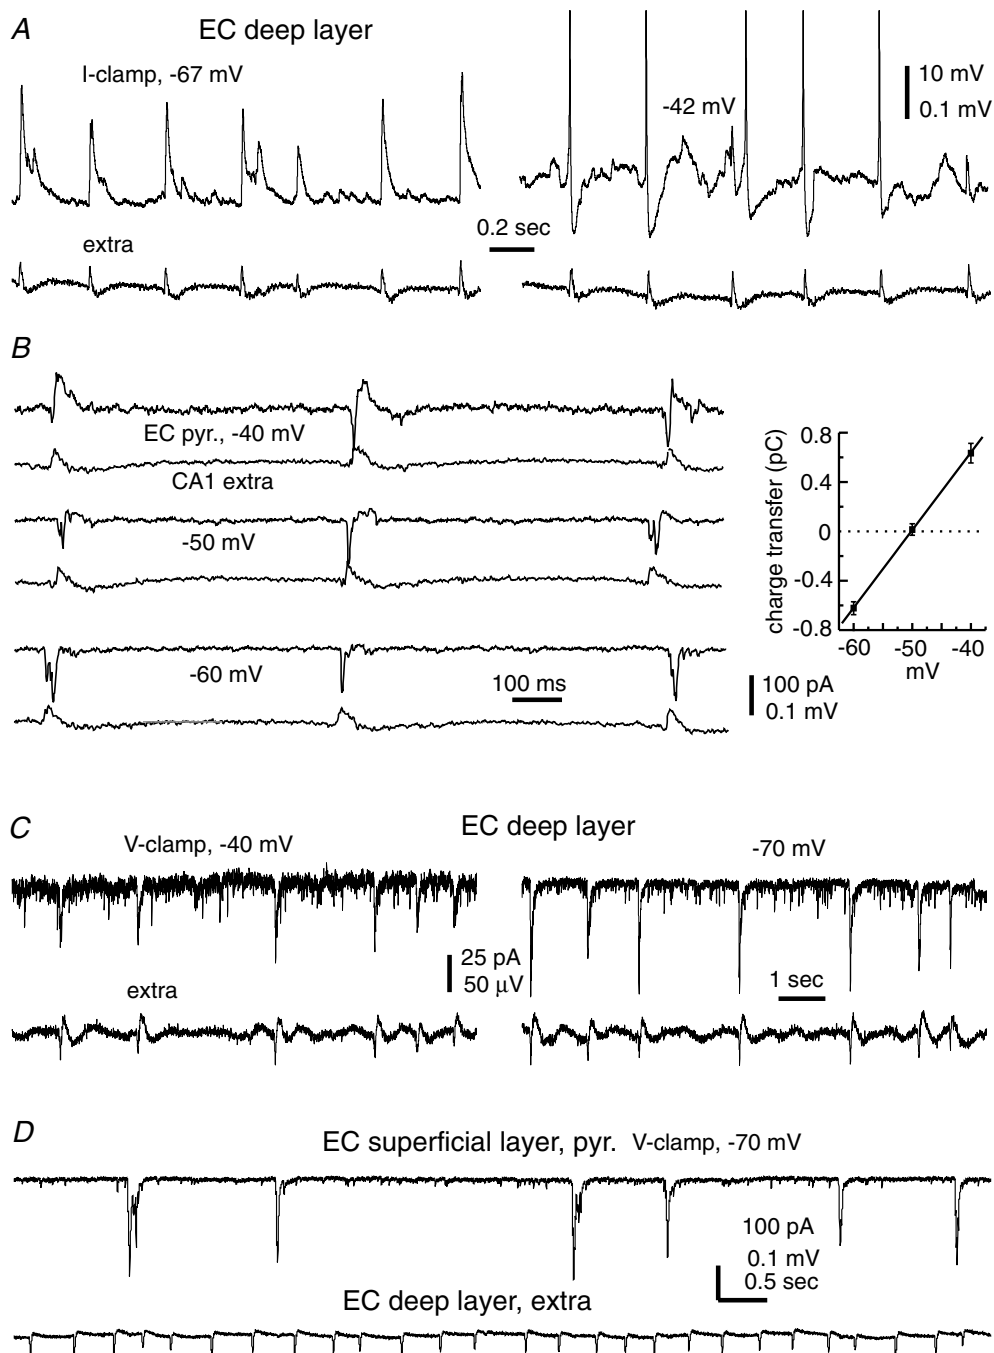 A
EC deep layer
I-clamp, -67 mV
-42 mV
10 mV
0.1 mV
0.2 sec
extra
B
EC pyr., -40 mV
CA1 extra
-50 mV
-60 mV
100 ms
100 pA
0.1 mV
charge transfer (pC)
0.8
0.4
0
-0.4
-0.8
-60
-50
-40
mV
C
EC deep layer
V-clamp, -40 mV
-70 mV
25 pA
50 μV
1 sec
extra
D
EC superficial layer, pyr. V-clamp, -70 mV
100 pA
0.1 mV
0.5 sec
EC deep layer, extra